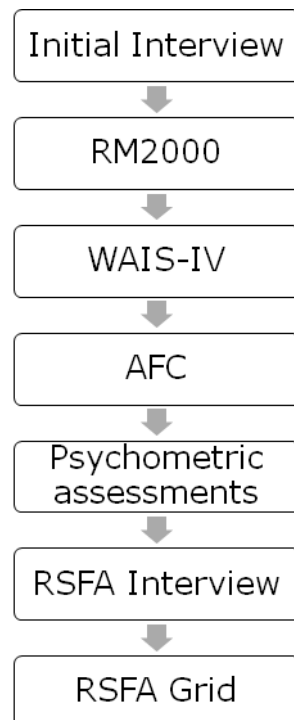 Initial Interview
RM2000
WAIS-IV
AFC
Psychometric
assessments
RSFA Interview
RSFA Grid